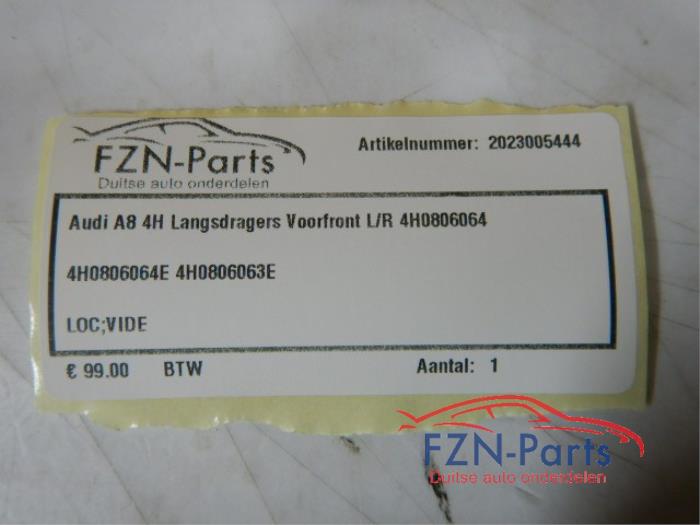 FZN-Parts
Duitse auto onderdelen
Artikelnummer: 2023005444
Audi A8 4H Langsdragers Voorfront L/R 4H0806064
4H0806064E 4H0806063E
LOC;VIDE
€ 99.00 BTW Aantal: 1
FZN-Parts
Duitse auto onderdelen